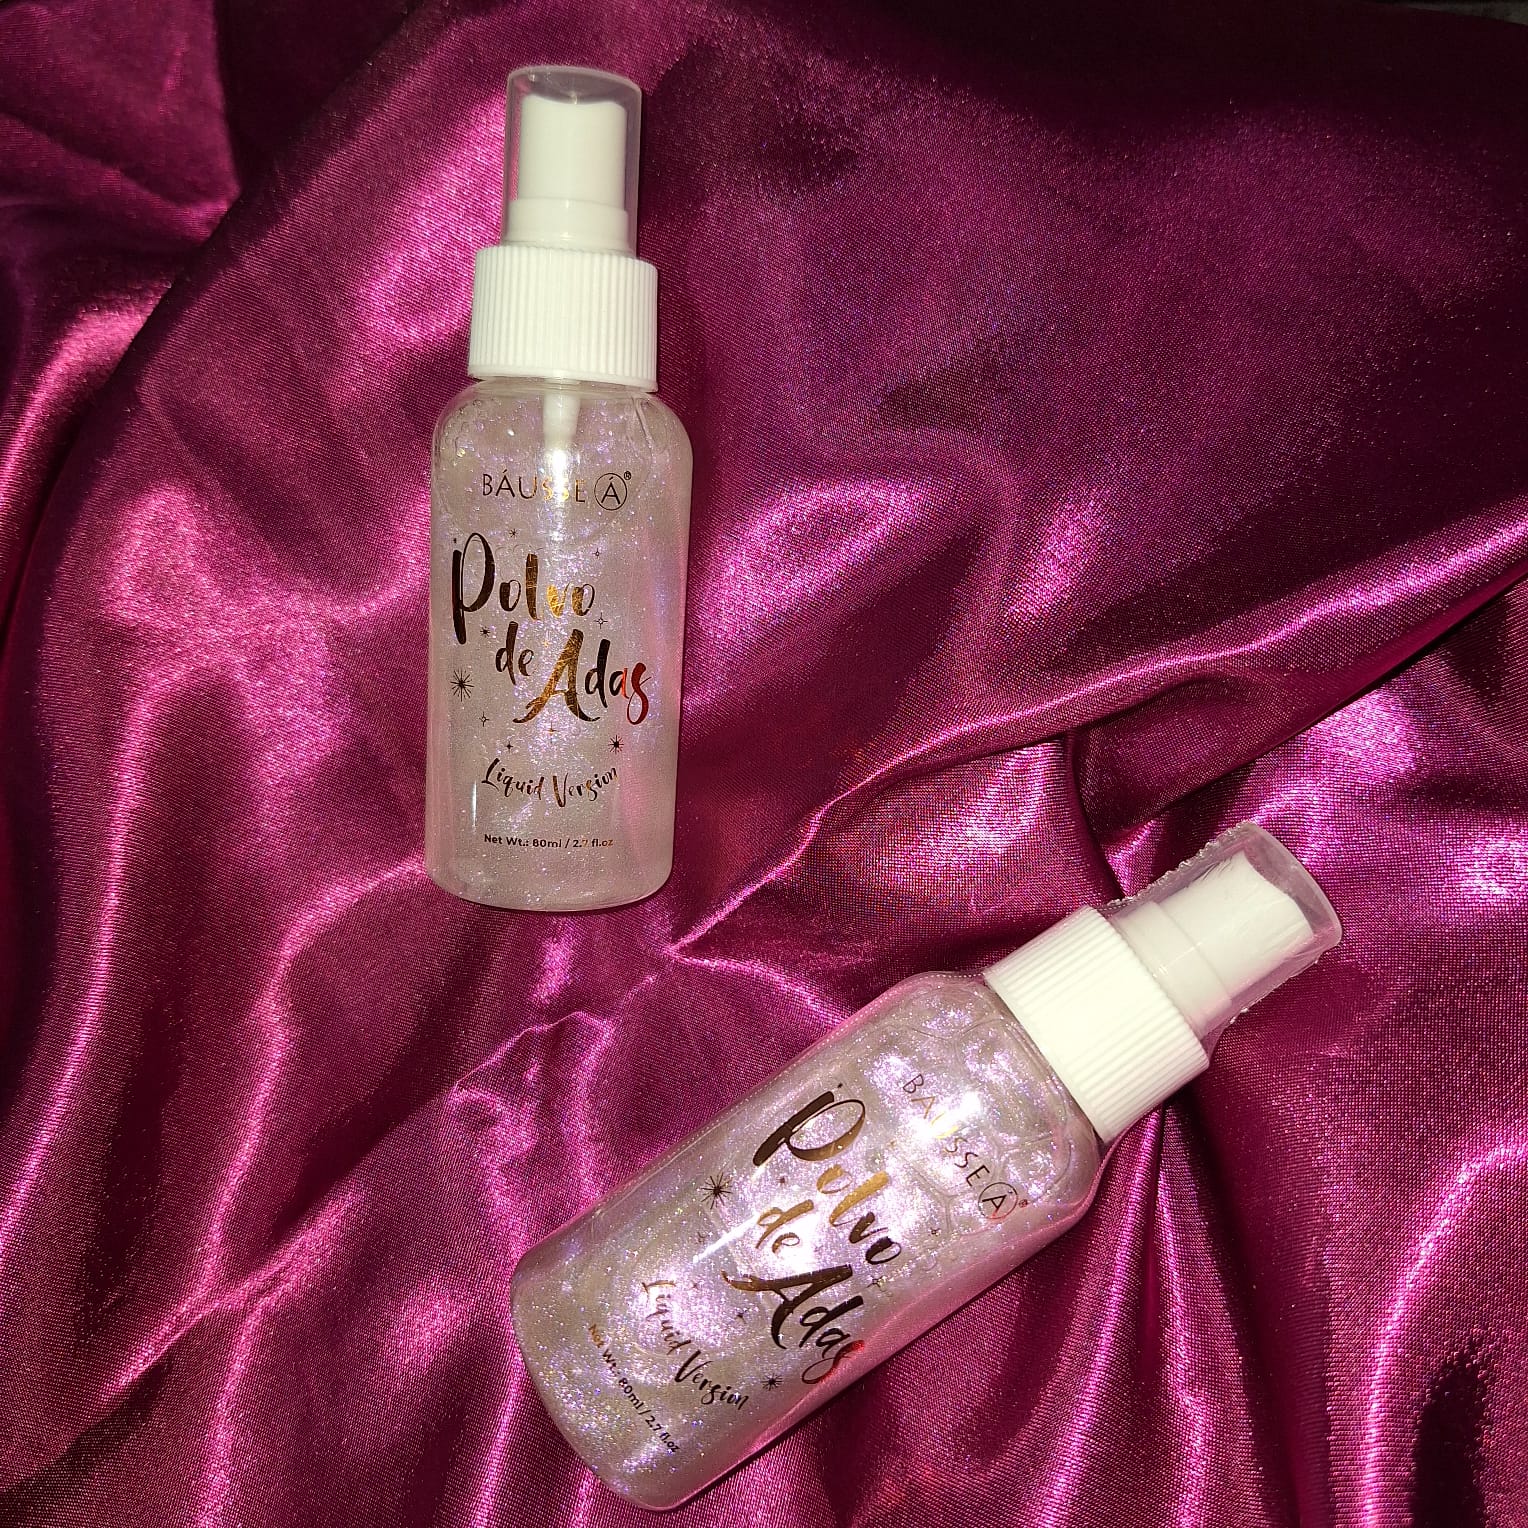 BÁUSSE Á®
Polvo
de Adas
Liquid Version
Net Wt.: 80ml / 2.7 fl.oz
BÁUSSE Á®
Polvo
de
Adas
Liquid Version
Net Wt.: 80ml / 2.7 fl.oz